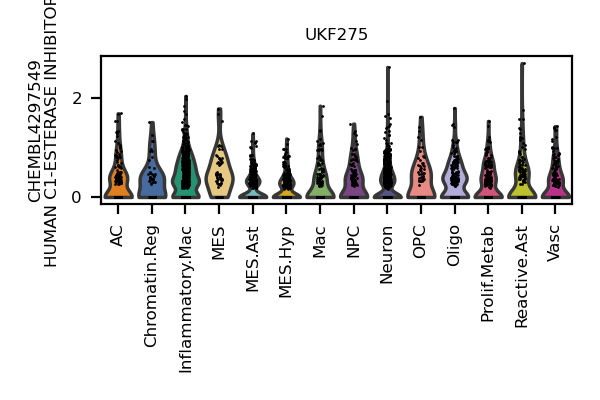 UKF275
CHEMBL4297549
HUMAN C1-ESTERASE INHIBITOR
2
0
AC
Chromatin.Reg
Inflammatory.Mac
MES
MES.Ast
MES.Hyp
Mac
NPC
Neuron
OPC
Oligo
Prolif.Metab
Reactive.Ast
Vasc